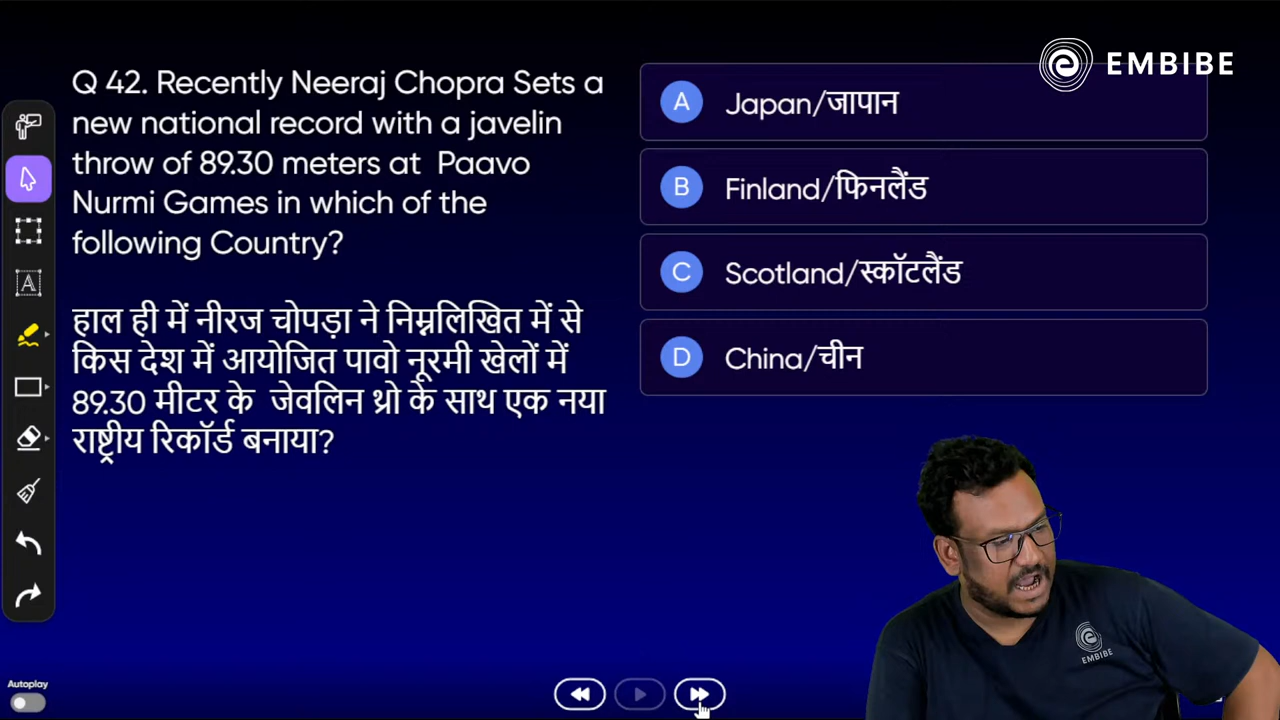 EMBIBE
Q 42. Recently Neeraj Chopra Sets a
new national record with a javelin
throw of 89.30 meters at Paavo
Nurmi Games in which of the
following Country?
हाल ही में नीरज चोपड़ा ने निम्नलिखित में से
किस देश में आयोजित पावो नूरमी खेलों में
89.30 मीटर के जेवलिन थ्रो के साथ एक नया
राष्ट्रीय रिकॉर्ड बनाया?
A Japan/जापान
B Finland/फिनलैंड
C Scotland/स्कॉटलैंड
D China/चीन
A
EMBIBE
Autoplay